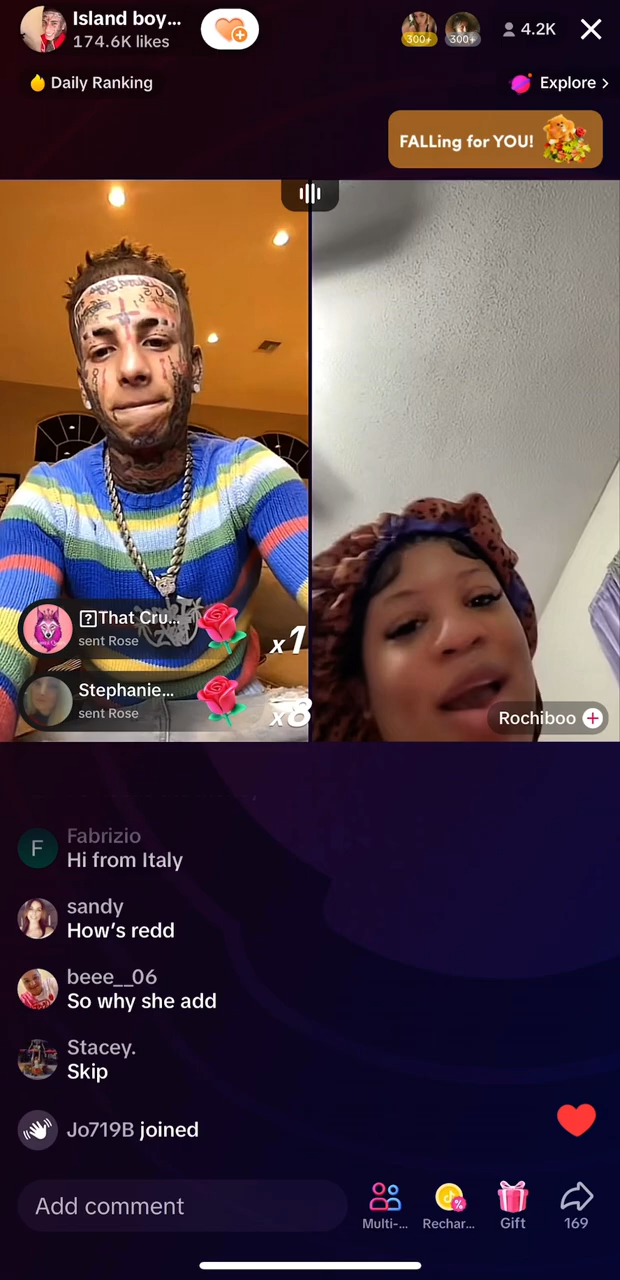 Island boy...
174.6K likes
300+
300+
4.2K
Daily Ranking
Explore >
FALLing for YOU!
?That Cru...
sent Rose
x1
Stephanie...
sent Rose
x8
Rochiboo
F
Fabrizio
Hi from Italy
sandy
How's redd
beee__06
So why she add
Stacey.
Skip
Jo719B joined
Add comment
Multi-...
Rechar...
Gift
169